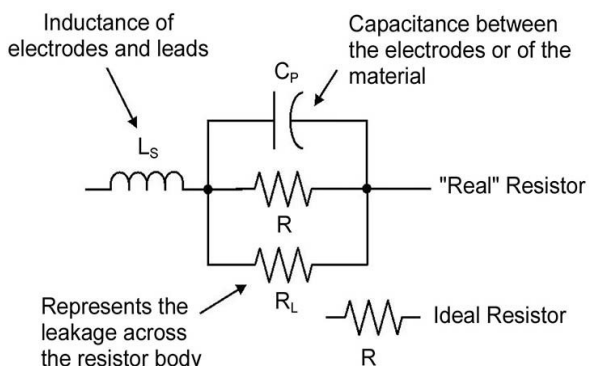 Inductance of
electrodes and leads
Capacitance between
the electrodes or of the
material
C_P
L_S
"Real" Resistor
R
R_L
Represents the
leakage across
the resistor body
Ideal Resistor
R